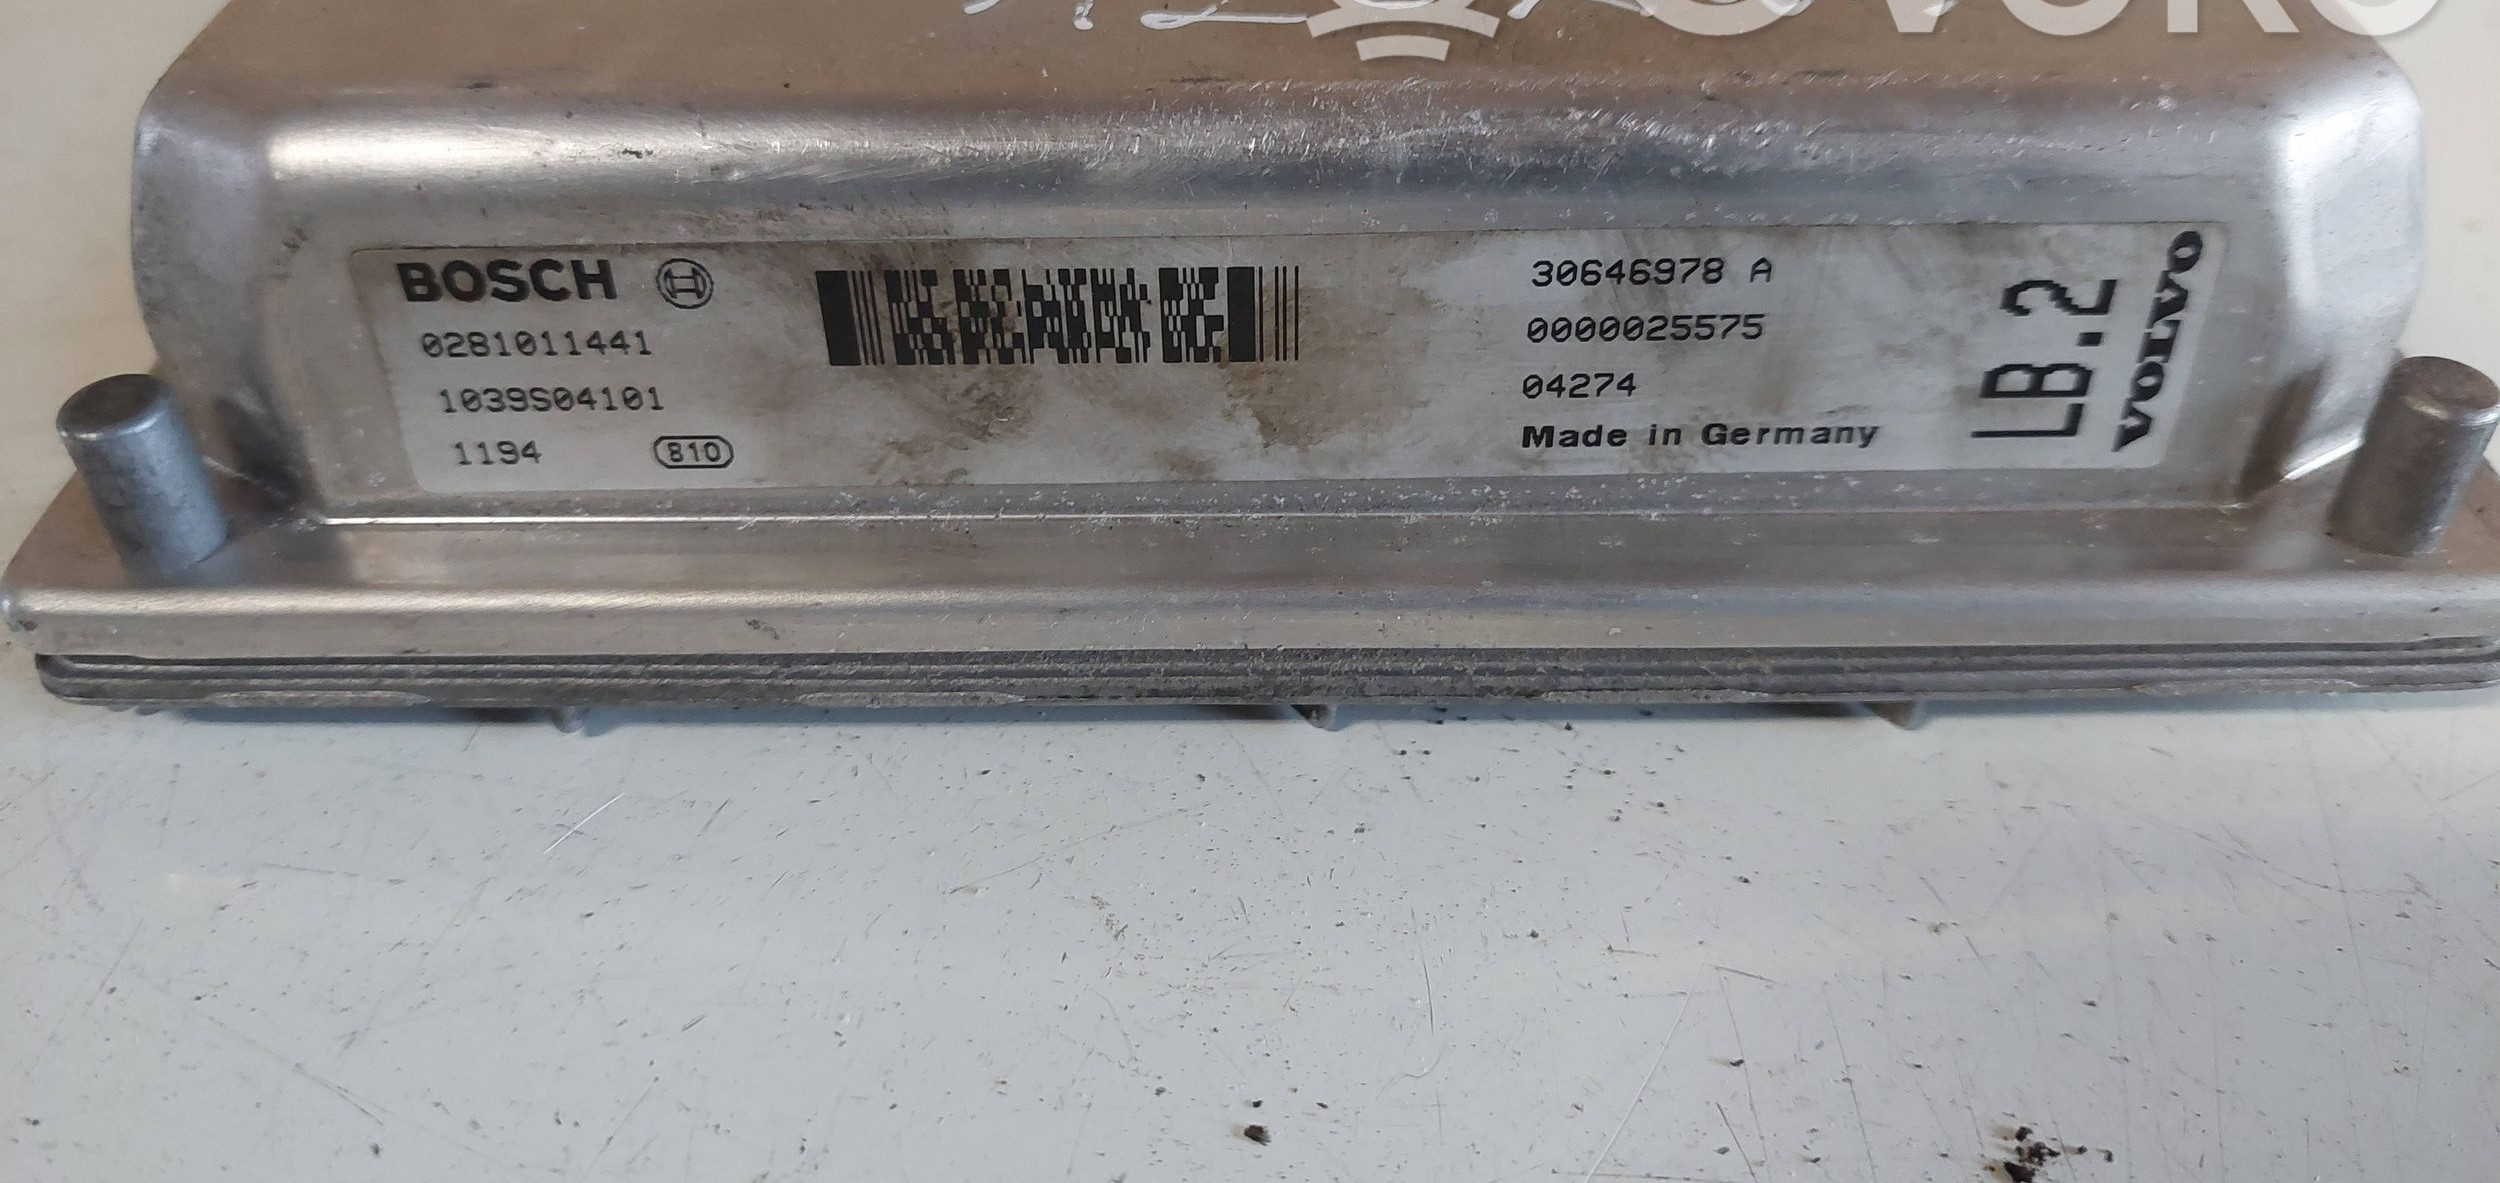 BOSCH
0281011441
1039S04101
1194 810
30646978 A
0000025575
04274
Made in Germany
LB.2
VOLVO